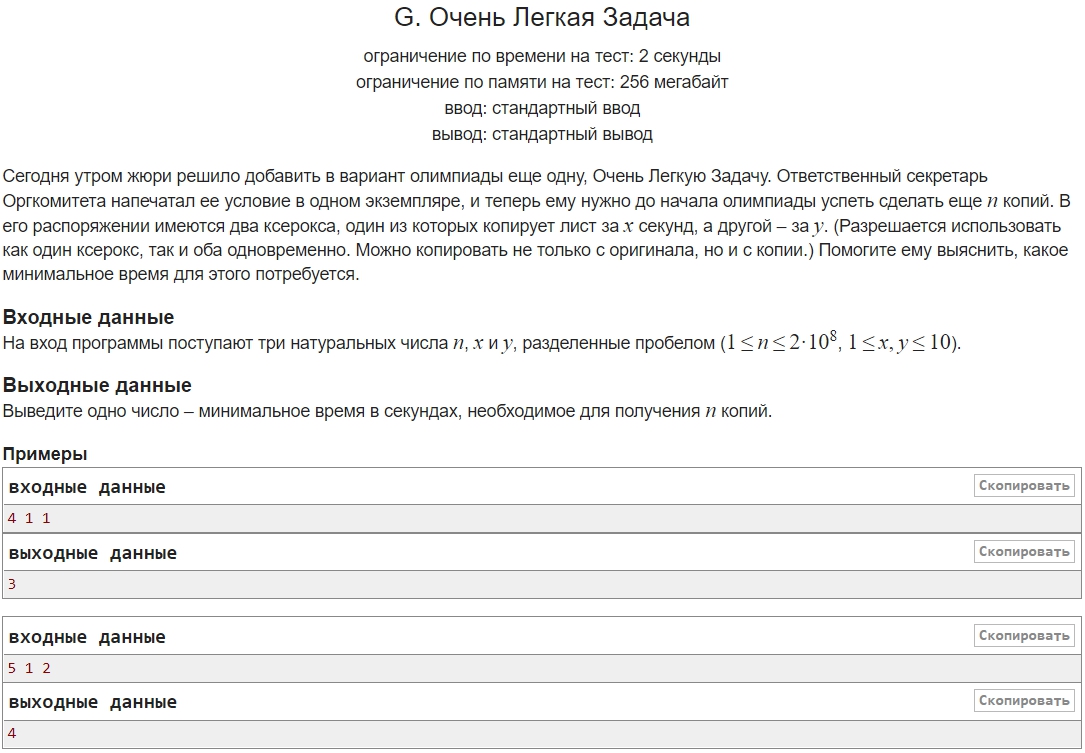 G. Очень Легкая Задача
ограничение по времени на тест: 2 секунды
ограничение по памяти на тест: 256 мегабайт
ввод: стандартный ввод
вывод: стандартный вывод
Сегодня утром жюри решило добавить в вариант олимпиады еще одну, Очень Легкую Задачу. Ответственный секретарь
Оргкомитета напечатал ее условие в одном экземпляре, и теперь ему нужно до начала олимпиады успеть сделать еще n копий. В
его распоряжении имеются два ксерокса, один из которых копирует лист за x секунд, а другой – за y. (Разрешается использовать
как один ксерокс, так и оба одновременно. Можно копировать не только с оригинала, но и с копии.) Помогите ему выяснить, какое
минимальное время для этого потребуется.
Входные данные
На вход программы поступают три натуральных числа n, x и y, разделенные пробелом (1 ≤ n ≤ 2·10⁸, 1 ≤ x, y ≤ 10).
Выходные данные
Выведите одно число – минимальное время в секундах, необходимое для получения n копий.
Примеры
входные данные Скопировать
4 1 1
выходные данные Скопировать
3
входные данные Скопировать
5 1 2
выходные данные Скопировать
4